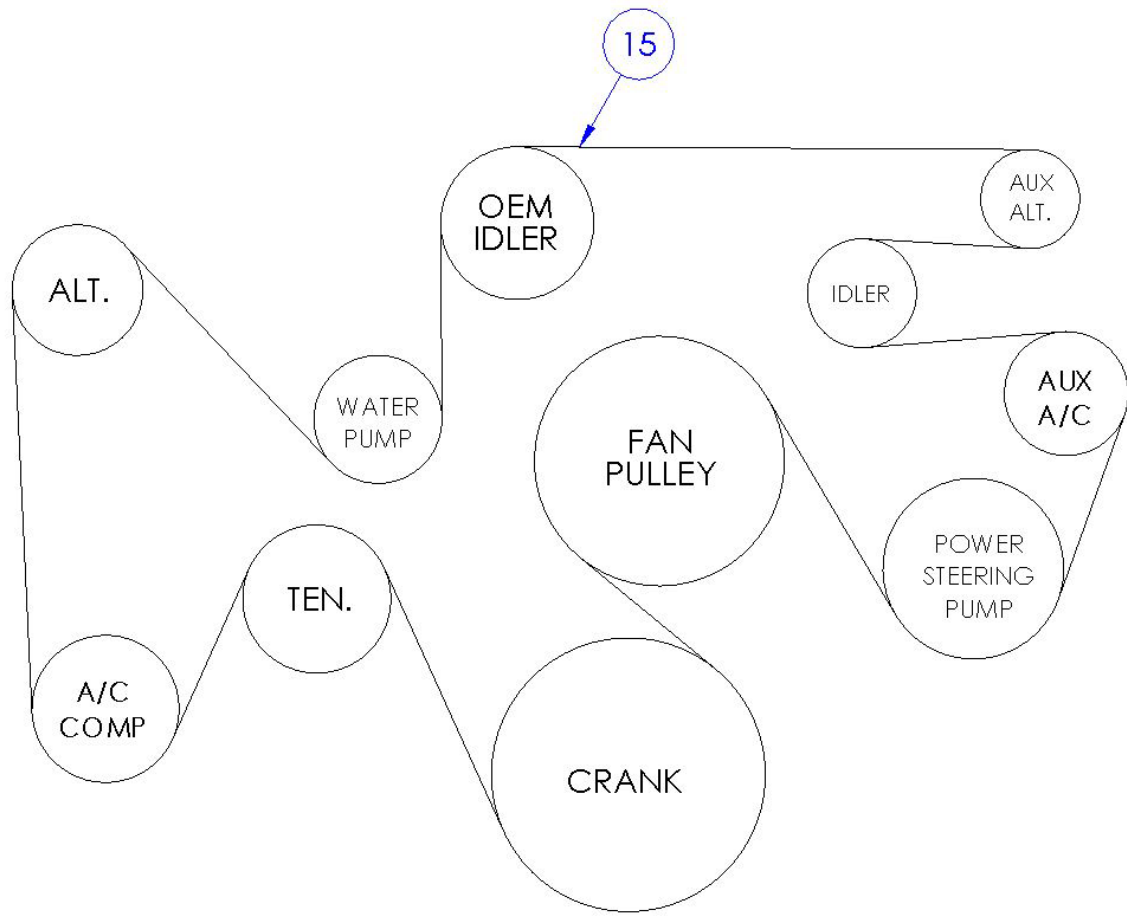 15
OEM
IDLER
AUX
ALT.
ALT.
IDLER
WATER
PUMP
AUX
A/C
FAN
PULLEY
POWER
STEERING
PUMP
TEN.
A/C
COMP
CRANK